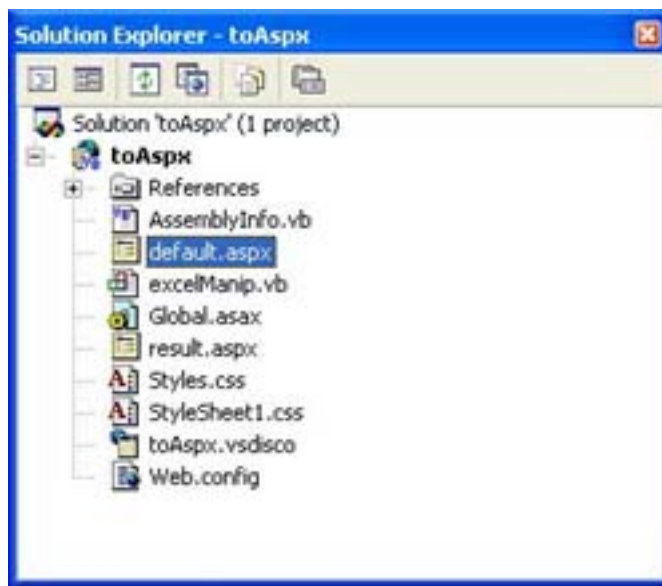 Solution Explorer - toAspx
Solution 'toAspx' (1 project)
toAspx
References
AssemblyInfo.vb
default.aspx
excelManip.vb
Global.asax
result.aspx
Styles.css
StyleSheet1.css
toAspx.vsdisco
Web.config